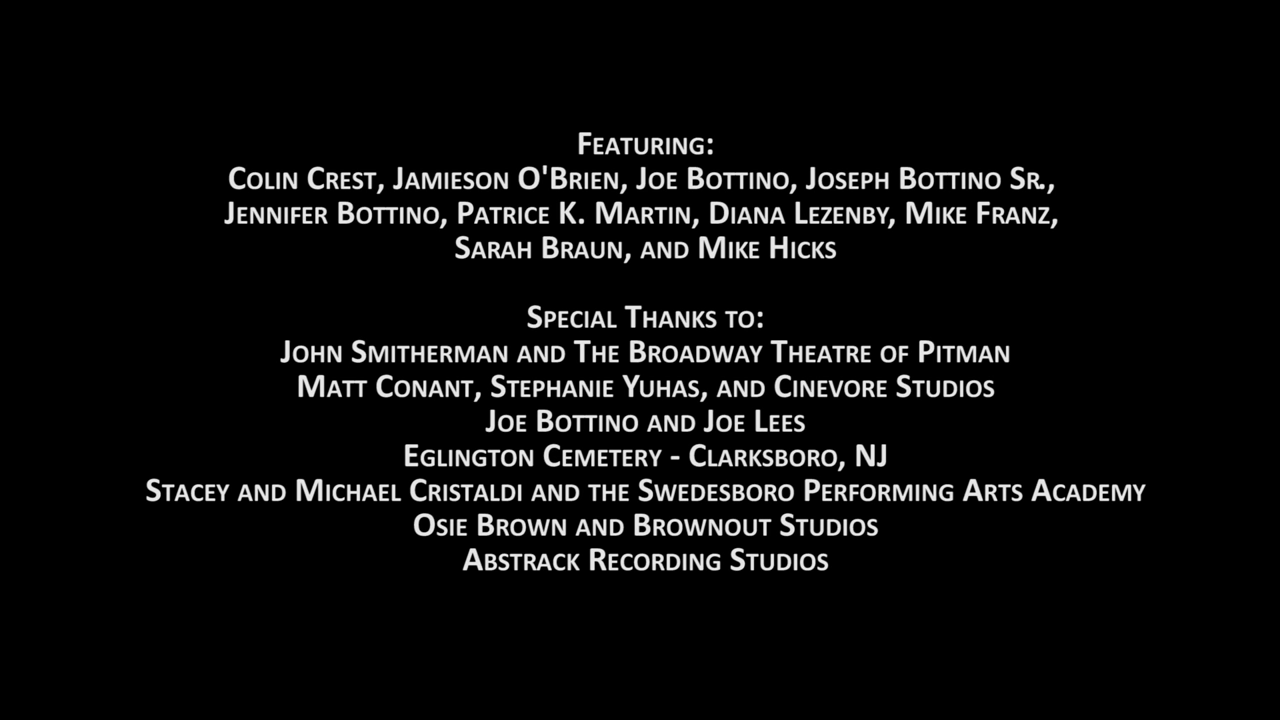 Featuring:
Colin Crest, Jamieson O'Brien, Joe Bottino, Joseph Bottino Sr.,
Jennifer Bottino, Patrice K. Martin, Diana Lezenby, Mike Franz,
Sarah Braun, and Mike Hicks
Special Thanks to:
John Smitherman and The Broadway Theatre of Pitman
Matt Conant, Stephanie Yuhas, and Cinevore Studios
Joe Bottino and Joe Lees
Eglington Cemetery - Clarksboro, NJ
Stacey and Michael Cristaldi and the Swedesboro Performing Arts Academy
Osie Brown and Brownout Studios
Abstrack Recording Studios